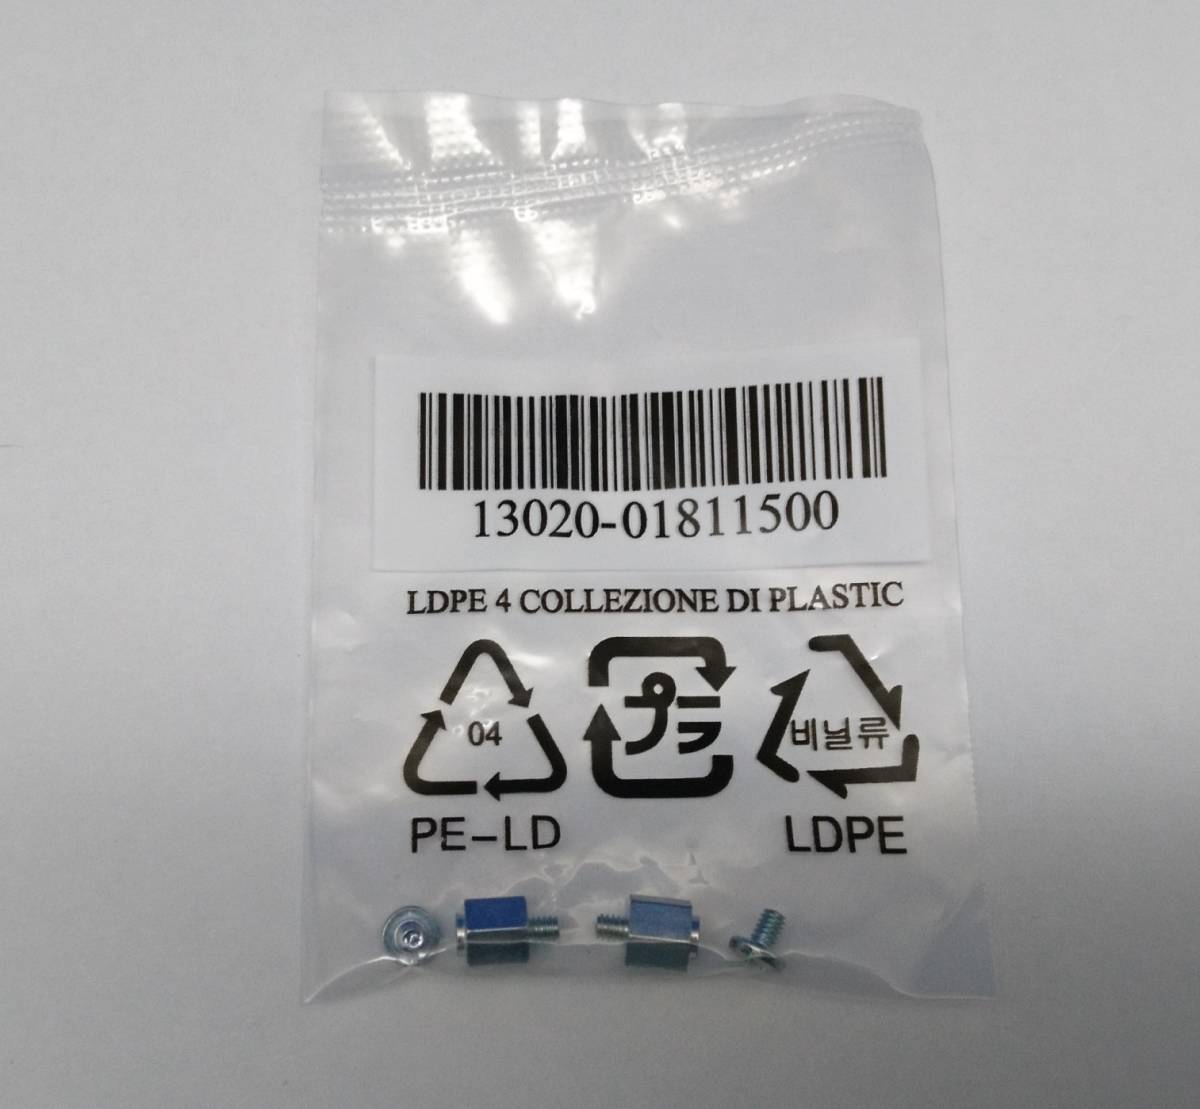 13020-01811500
LDPE 4 COLLEZIONE DI PLASTIC
04
プラ
비닐류
PE-LD
LDPE